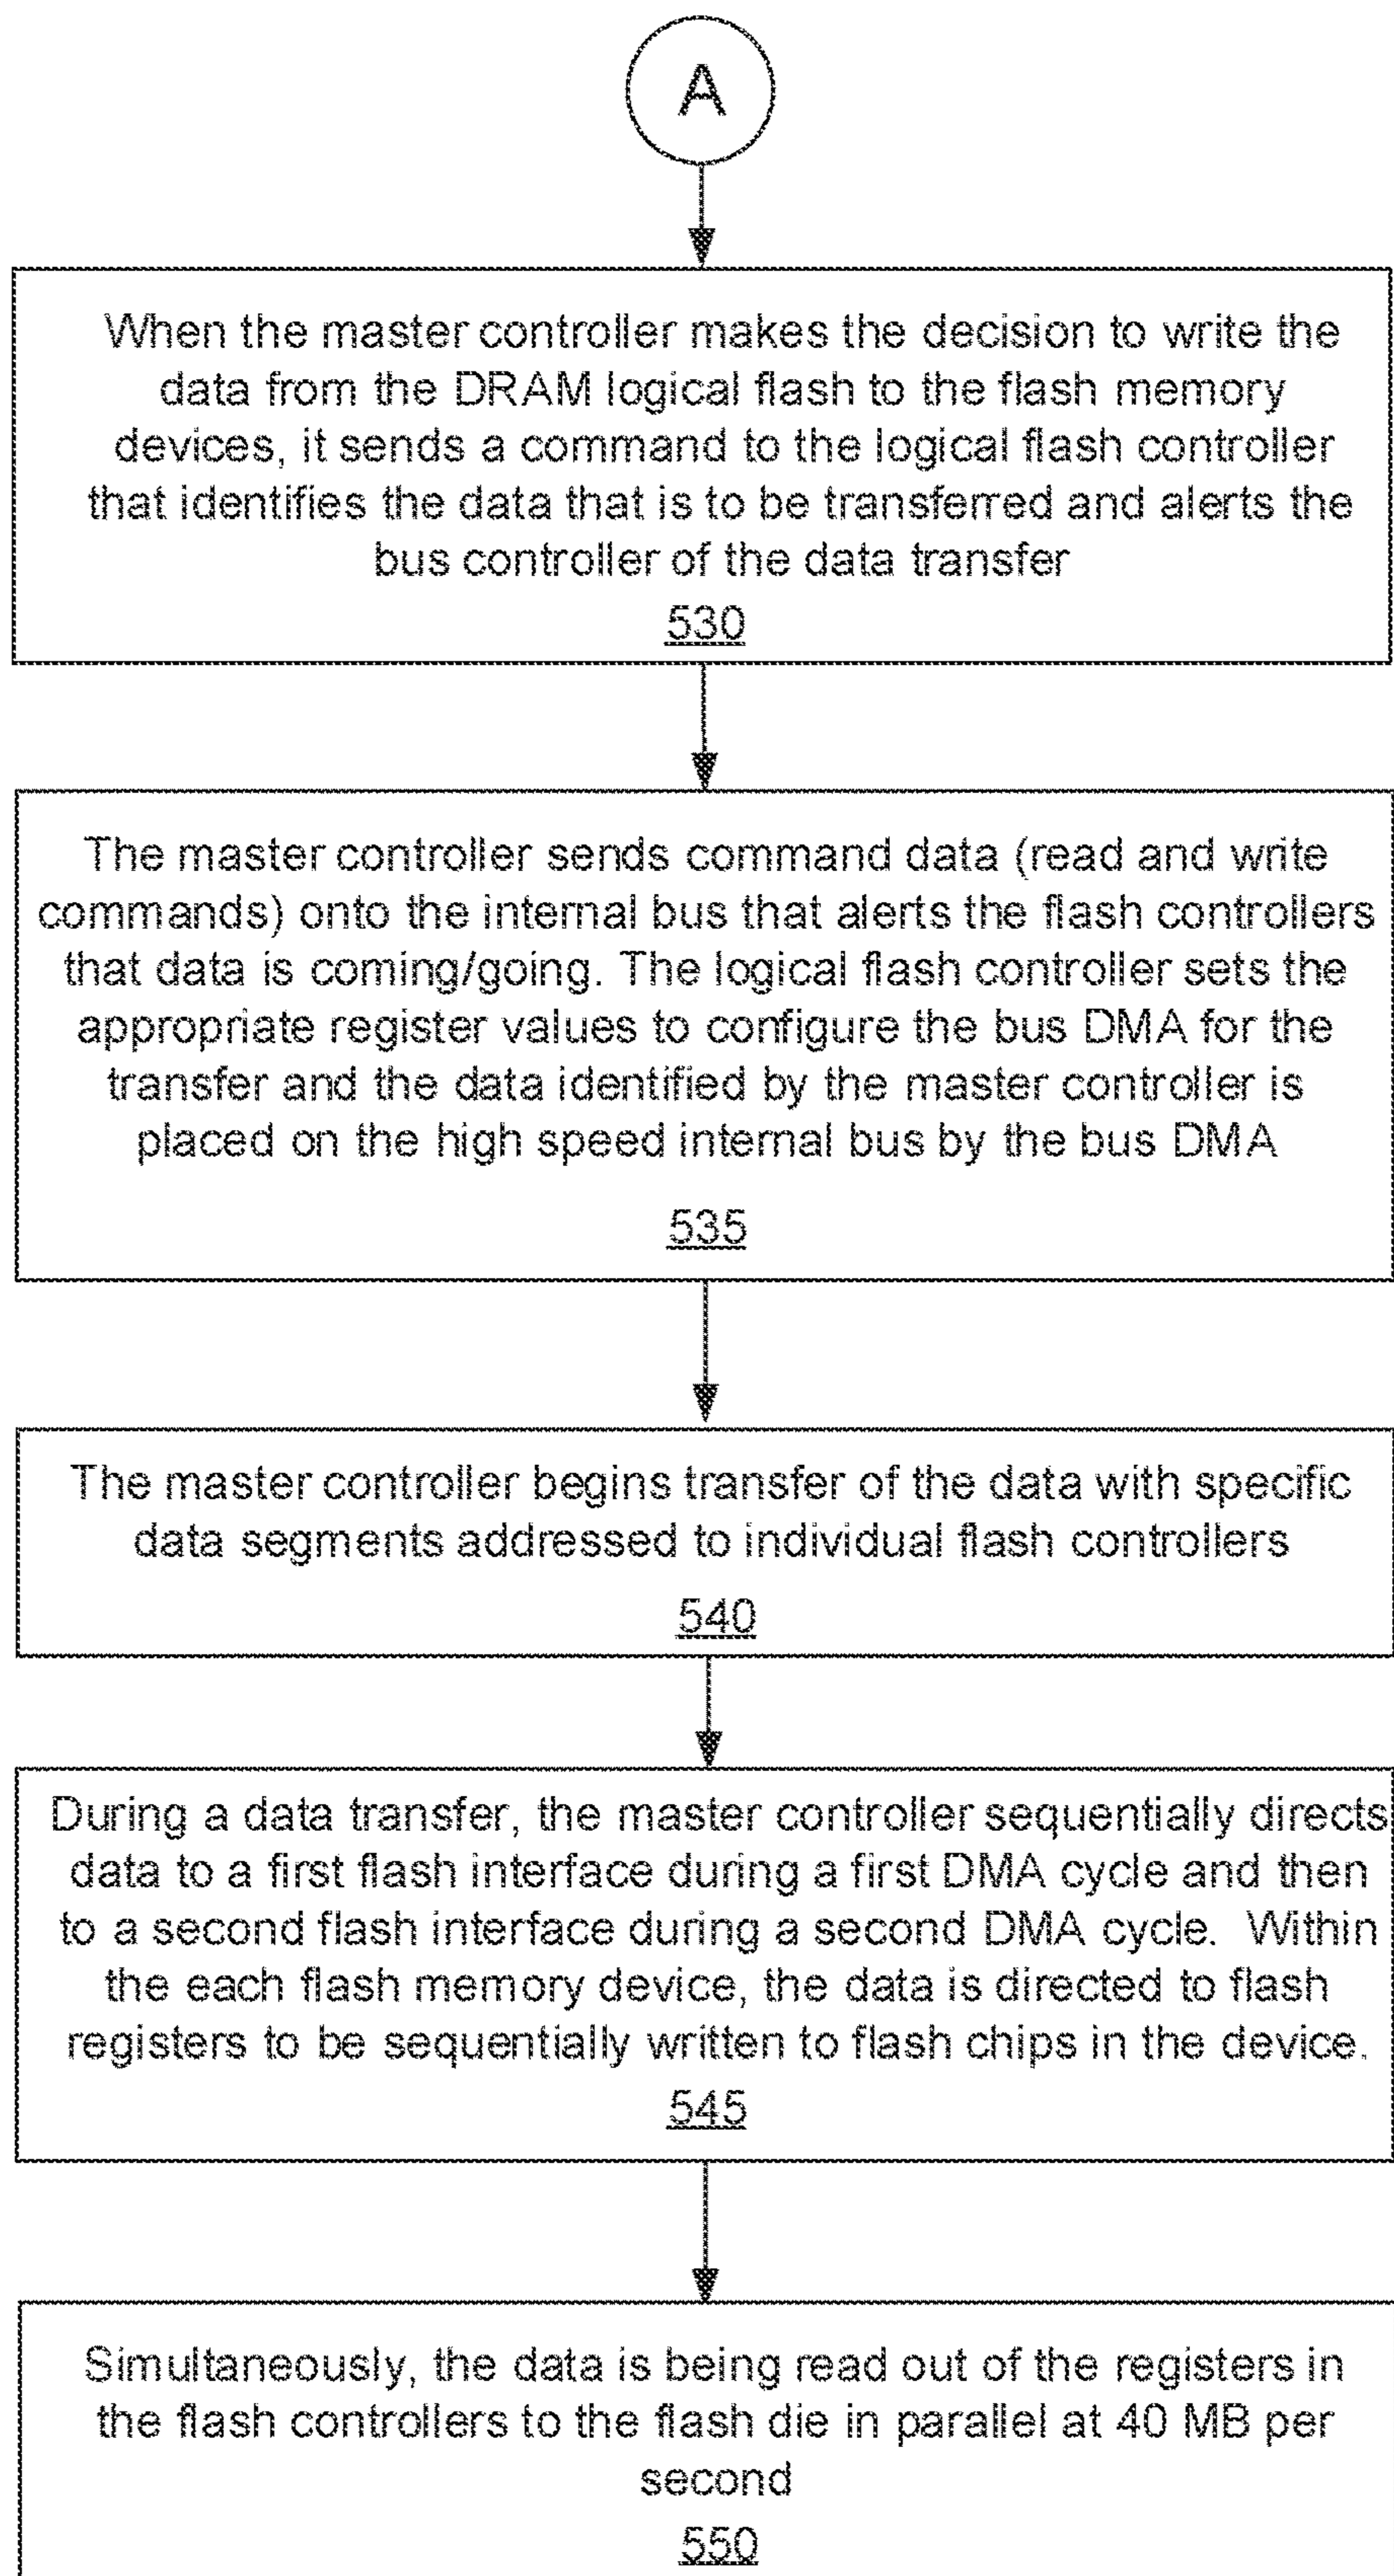 A
When the master controller makes the decision to write the
data from the DRAM logical flash to the flash memory
devices, it sends a command to the logical flash controller
that identifies the data that is to be transferred and alerts the
bus controller of the data transfer
530
The master controller sends command data (read and write
commands) onto the internal bus that alerts the flash controllers
that data is coming/going. The logical flash controller sets the
appropriate register values to configure the bus DMA for the
transfer and the data identified by the master controller is
placed on the high speed internal bus by the bus DMA
535
The master controller begins transfer of the data with specific
data segments addressed to individual flash controllers
540
During a data transfer, the master controller sequentially directs
data to a first flash interface during a first DMA cycle and then
to a second flash interface during a second DMA cycle.  Within
the each flash memory device, the data is directed to flash
registers to be sequentially written to flash chips in the device.
545
Simultaneously, the data is being read out of the registers in
the flash controllers to the flash die in parallel at 40 MB per
second
550